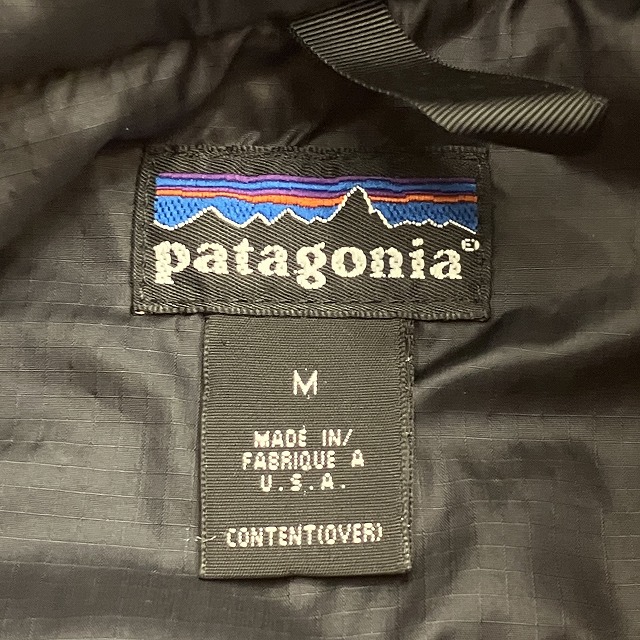 patagonia®
M
MADE IN/
FABRIQUE A
U.S.A.
CONTENT(OVER)